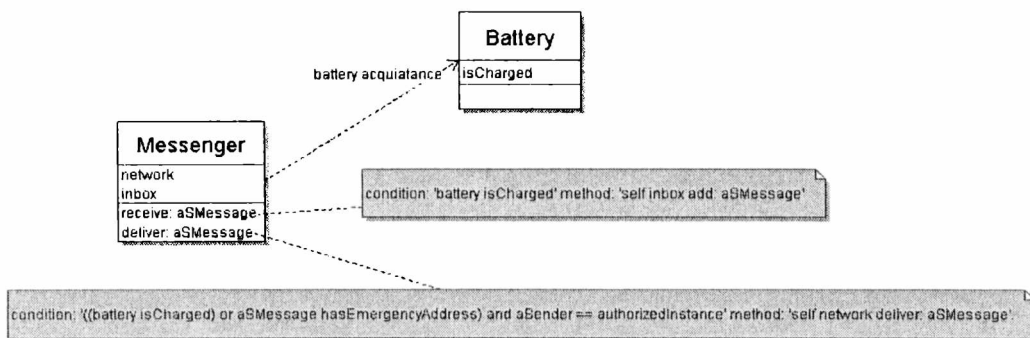 Battery
isCharged
battery acquiatance
Messenger
network
inbox
receive: aSMessage
deliver: aSMessage
condition: 'battery isCharged' method: 'self inbox add: aSMessage'
condition: '((battery isCharged) or aSMessage hasEmergencyAddress) and aSender == authorizedInstance' method: 'self network deliver: aSMessage'.